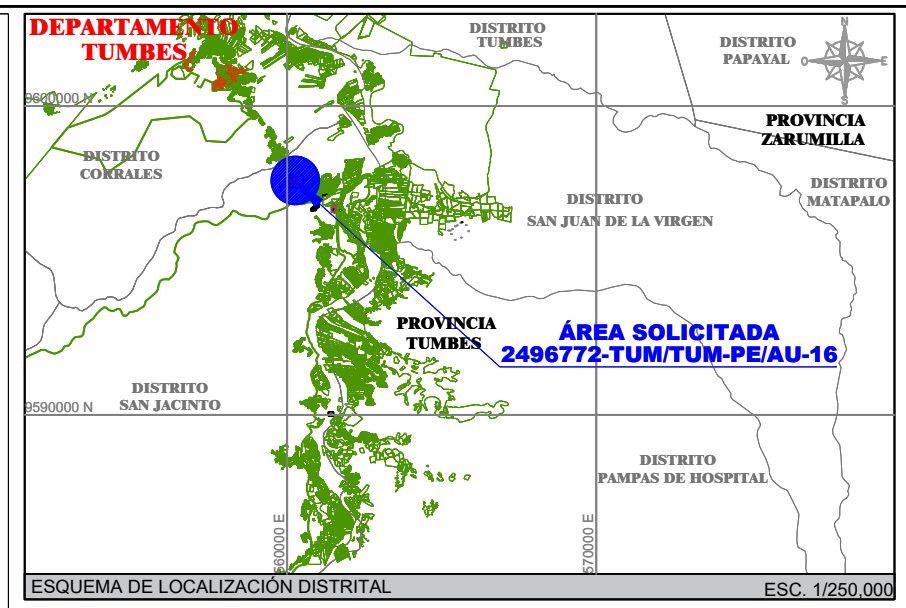 DEPARTAMENTO
TUMBES
DISTRITO
TUMBES
DISTRITO
PAPAYAL
N
O
E
S
9600000 N
PROVINCIA
ZARUMILLA
DISTRITO
CORRALES
DISTRITO
MATAPALO
DISTRITO
SAN JUAN DE LA VIRGEN
PROVINCIA
TUMBES
ÁREA SOLICITADA
2496772-TUM/TUM-PE/AU-16
DISTRITO
SAN JACINTO
9590000 N
DISTRITO
PAMPAS DE HOSPITAL
560000 E
570000 E
ESQUEMA DE LOCALIZACIÓN DISTRITAL
ESC. 1/250,000